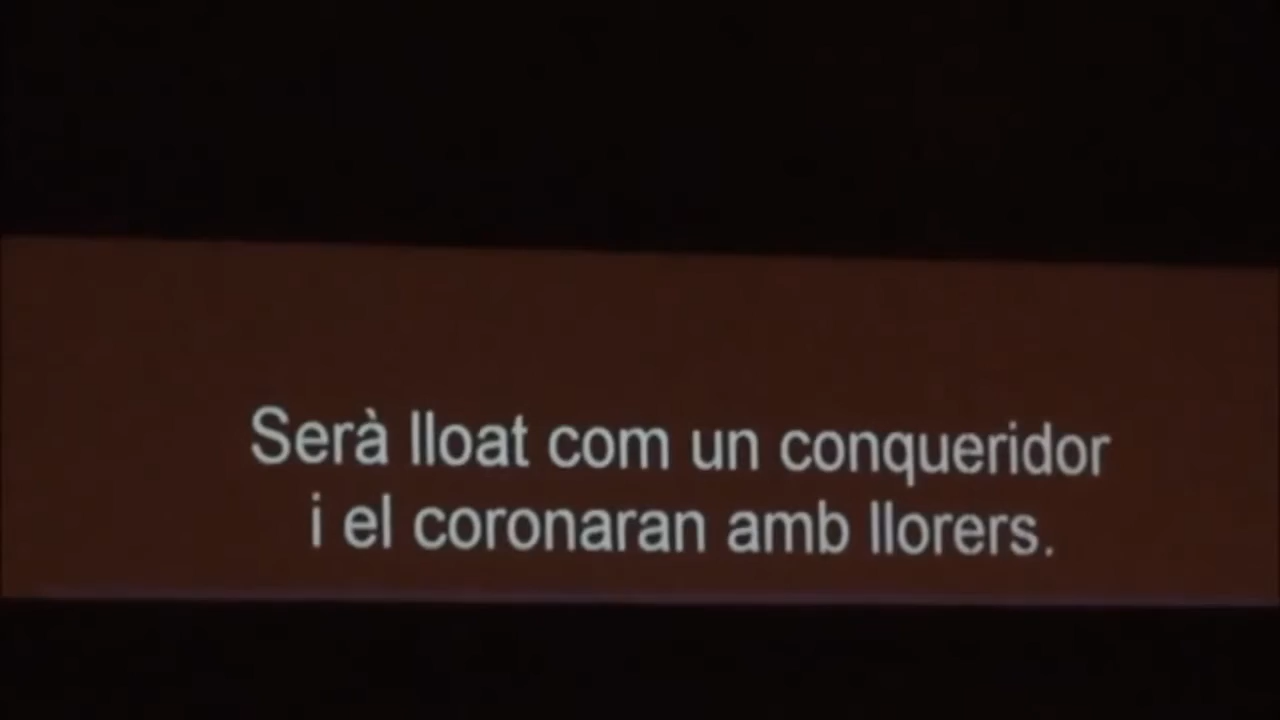 Serà lloat com un conqueridor
i el coronaran amb llorers.